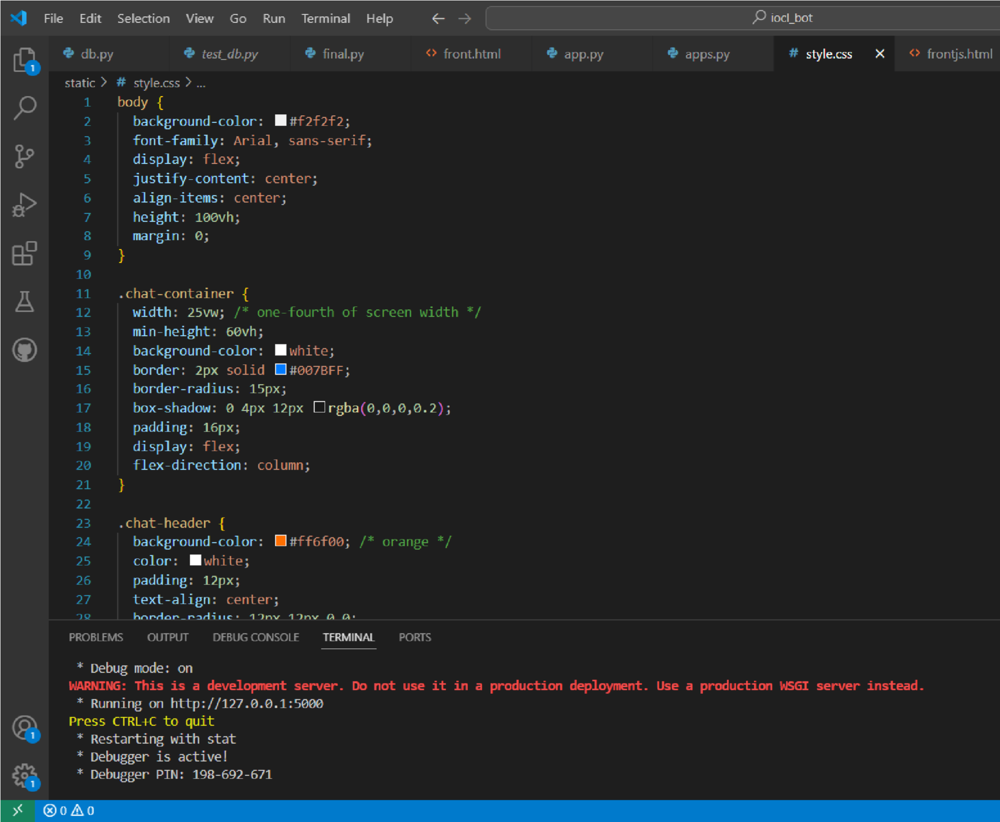 File Edit Selection View Go Run Terminal Help iocl_bot
db.py test_db.py final.py front.html app.py apps.py # style.css frontjs.html
static > # style.css > ...
1 body {
2 background-color: #f2f2f2;
3 font-family: Arial, sans-serif;
4 display: flex;
5 justify-content: center;
6 align-items: center;
7 height: 100vh;
8 margin: 0;
9 }
10
11 .chat-container {
12 width: 25vw; /* one-fourth of screen width */
13 min-height: 60vh;
14 background-color: white;
15 border: 2px solid #007BFF;
16 border-radius: 15px;
17 box-shadow: 0 4px 12px rgba(0,0,0,0.2);
18 padding: 16px;
19 display: flex;
20 flex-direction: column;
21 }
22
23 .chat-header {
24 background-color: #ff6f00; /* orange */
25 color: white;
26 padding: 12px;
27 text-align: center;
28 border-radius: 12px 12px 0 0;
PROBLEMS OUTPUT DEBUG CONSOLE TERMINAL PORTS
* Debug mode: on
WARNING: This is a development server. Do not use it in a production deployment. Use a production WSGI server instead.
* Running on http://127.0.0.1:5000
Press CTRL+C to quit
* Restarting with stat
* Debugger is active!
* Debugger PIN: 198-692-671
1
1
1
0 0